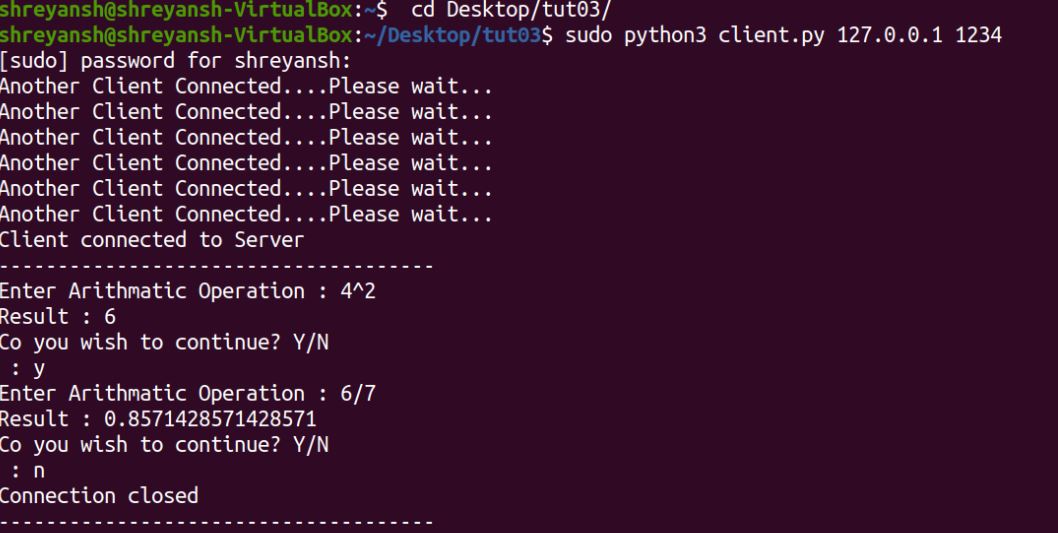 shreyansh@shreyansh-VirtualBox:~$  cd Desktop/tut03/
shreyansh@shreyansh-VirtualBox:~/Desktop/tut03$ sudo python3 client.py 127.0.0.1 1234
[sudo] password for shreyansh:
Another Client Connected....Please wait...
Another Client Connected....Please wait...
Another Client Connected....Please wait...
Another Client Connected....Please wait...
Another Client Connected....Please wait...
Another Client Connected....Please wait...
Client connected to Server
-------------------------------------
Enter Arithmatic Operation : 4^2
Result : 6
Co you wish to continue? Y/N
 : y
Enter Arithmatic Operation : 6/7
Result : 0.8571428571428571
Co you wish to continue? Y/N
 : n
Connection closed
-------------------------------------